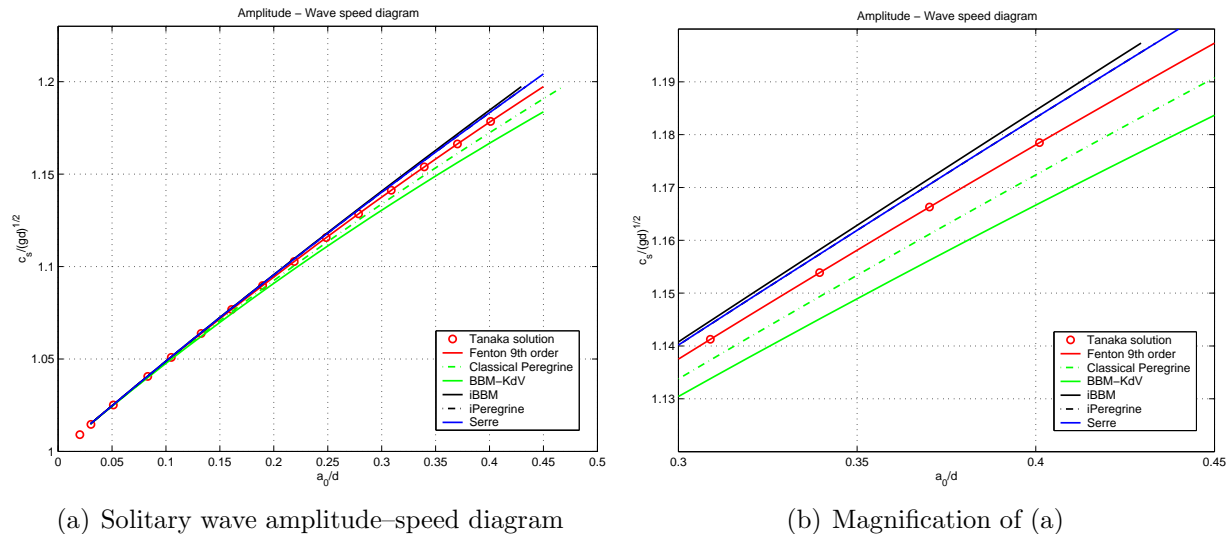 Amplitude − Wave speed diagram
1.2
1.15
1.1
1.05
1
c_s/(gd)^1/2
0 0.05 0.1 0.15 0.2 0.25 0.3 0.35 0.4 0.45 0.5
a_0/d
Tanaka solution
Fenton 9th order
Classical Peregrine
BBM−KdV
iBBM
iPeregrine
Serre
(a) Solitary wave amplitude–speed diagram
Amplitude − Wave speed diagram
1.19
1.18
1.17
1.16
1.15
1.14
1.13
c_s/(gd)^1/2
0.3 0.35 0.4 0.45
a_0/d
Tanaka solution
Fenton 9th order
Classical Peregrine
BBM−KdV
iBBM
iPeregrine
Serre
(b) Magnification of (a)